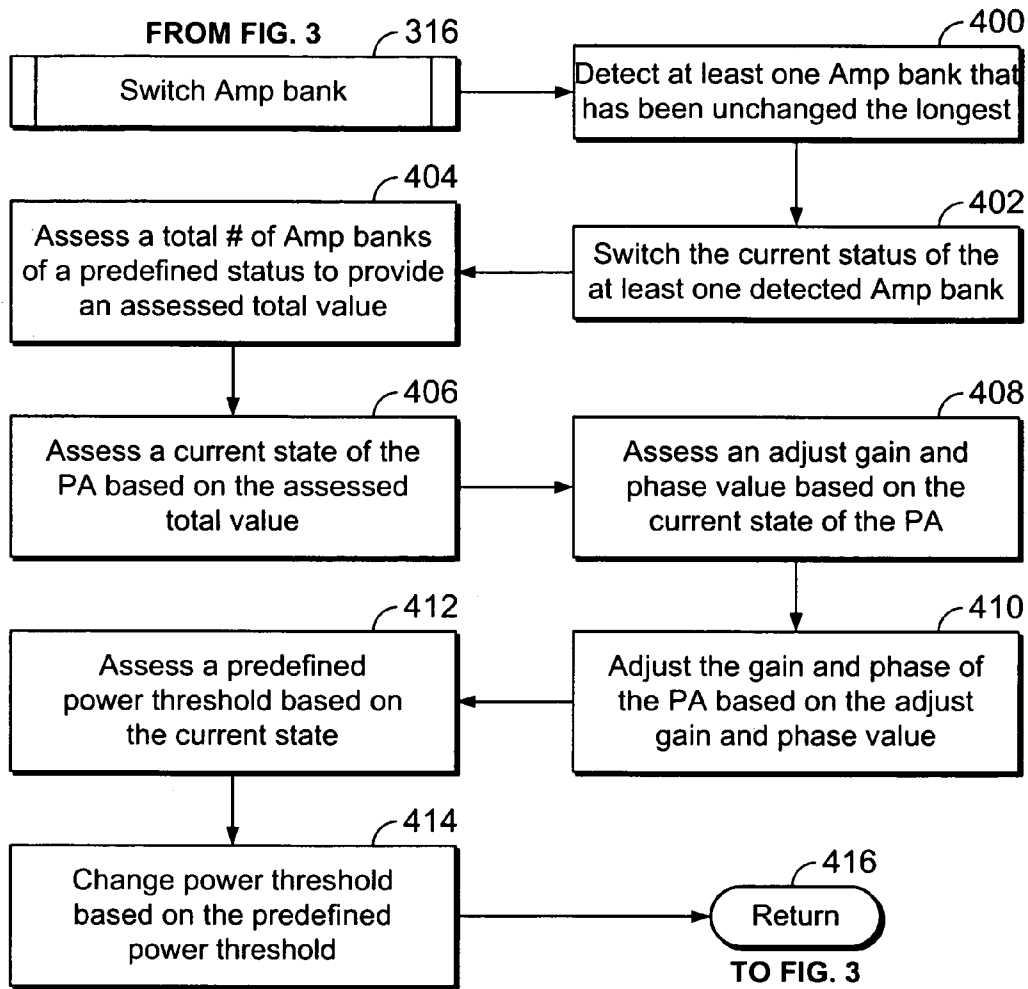 FROM FIG. 3
316
Switch Amp bank
400
Detect at least one Amp bank that
has been unchanged the longest
402
Switch the current status of the
at least one detected Amp bank
404
Assess a total # of Amp banks
of a predefined status to provide
an assessed total value
406
Assess a current state of the
PA based on the assessed
total value
408
Assess an adjust gain and
phase value based on the
current state of the PA
410
Adjust the gain and phase of
the PA based on the adjust
gain and phase value
412
Assess a predefined
power threshold based on
the current state
414
Change power threshold
based on the predefined
power threshold
416
Return
TO FIG. 3